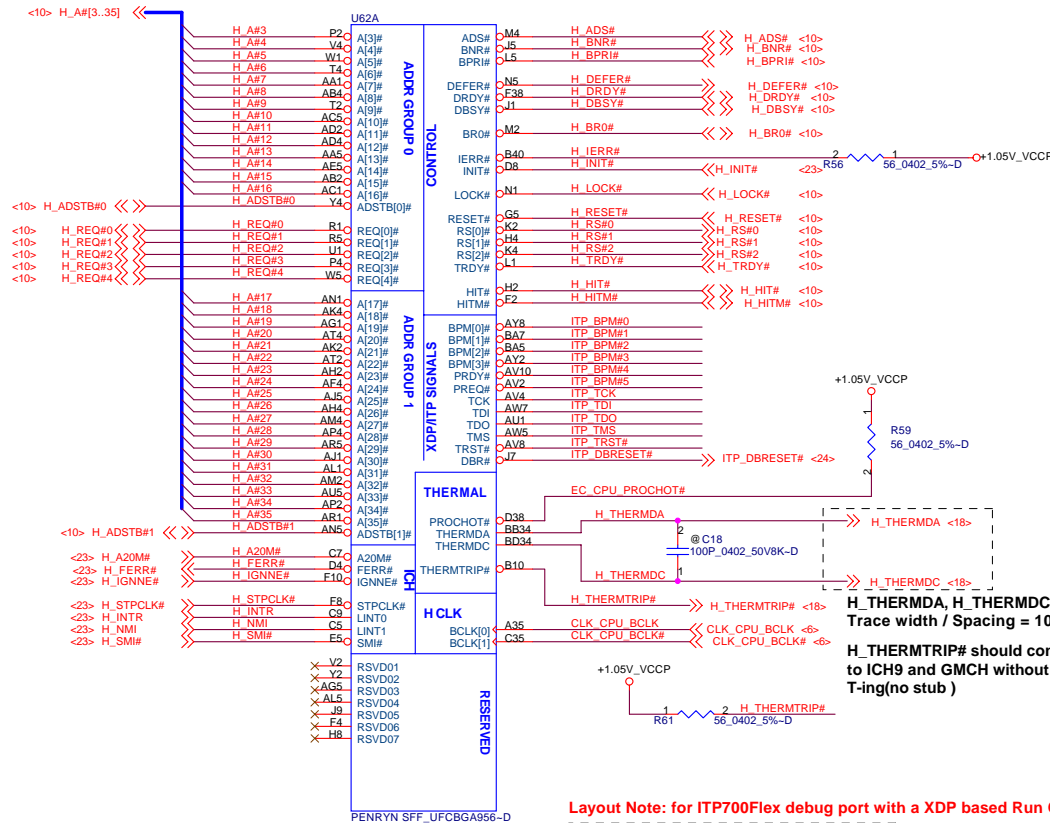 <10> H_A#[3..35]
U62A
H_A#3 P2 A[3]#
H_A#4 V4 A[4]#
H_A#5 W1 A[5]#
H_A#6 T4 A[6]#
H_A#7 AA1 A[7]#
H_A#8 AB4 A[8]#
H_A#9 T2 A[9]#
H_A#10 AC5 A[10]#
H_A#11 AD2 A[11]#
H_A#12 AD4 A[12]#
H_A#13 AA5 A[13]#
H_A#14 AE5 A[14]#
H_A#15 AB2 A[15]#
H_A#16 AC1 A[16]#
<10> H_ADSTB#0 H_ADSTB#0 Y4 ADSTB[0]#
<10> H_REQ#0 H_REQ#0 R1 REQ[0]#
<10> H_REQ#1 H_REQ#1 R5 REQ[1]#
<10> H_REQ#2 H_REQ#2 U1 REQ[2]#
<10> H_REQ#3 H_REQ#3 P4 REQ[3]#
<10> H_REQ#4 H_REQ#4 W5 REQ[4]#
ADDR GROUP 0
H_A#17 AN1 A[17]#
H_A#18 AK4 A[18]#
H_A#19 AG1 A[19]#
H_A#20 AT4 A[20]#
H_A#21 AK2 A[21]#
H_A#22 AT2 A[22]#
H_A#23 AH2 A[23]#
H_A#24 AF4 A[24]#
H_A#25 AJ5 A[25]#
H_A#26 AH4 A[26]#
H_A#27 AM4 A[27]#
H_A#28 AP4 A[28]#
H_A#29 AR5 A[29]#
H_A#30 AJ1 A[30]#
H_A#31 AL1 A[31]#
H_A#32 AM2 A[32]#
H_A#33 AU5 A[33]#
H_A#34 AP2 A[34]#
H_A#35 AR1 A[35]#
<10> H_ADSTB#1 H_ADSTB#1 AN5 ADSTB[1]#
ADDR GROUP 1
<23> H_A20M# H_A20M# C7 A20M#
<23> H_FERR# H_FERR# D4 FERR#
<23> H_IGNNE# H_IGNNE# F10 IGNNE#
<23> H_STPCLK# H_STPCLK# F8 STPCLK#
<23> H_INTR H_INTR C9 LINT0
<23> H_NMI H_NMI C5 LINT1
<23> H_SMI# H_SMI# E5 SMI#
ICH
V2 RSVD01
Y2 RSVD02
AG5 RSVD03
AL5 RSVD04
J9 RSVD05
F4 RSVD06
H8 RSVD07
RESERVED
PENRYN SFF_UFCBGA956~D
CONTROL
ADS# M4 H_ADS# H_ADS# <10>
BNR# J5 H_BNR# H_BNR# <10>
BPRI# L5 H_BPRI# H_BPRI# <10>
DEFER# N5 H_DEFER# H_DEFER# <10>
DRDY# F38 H_DRDY# H_DRDY# <10>
DBSY# J1 H_DBSY# H_DBSY# <10>
BR0# M2 H_BR0# H_BR0# <10>
IERR# B40 H_IERR# 2 1 +1.05V_VCCP
R56 56_0402_5%~D
INIT# D8 H_INIT# H_INIT# <23>
LOCK# N1 H_LOCK# H_LOCK# <10>
RESET# G5 H_RESET# H_RESET# <10>
RS[0]# K2 H_RS#0 H_RS#0 <10>
RS[1]# H4 H_RS#1 H_RS#1 <10>
RS[2]# K4 H_RS#2 H_RS#2 <10>
TRDY# L1 H_TRDY# H_TRDY# <10>
HIT# H2 H_HIT# H_HIT# <10>
HITM# F2 H_HITM# H_HITM# <10>
XDP/ITP SIGNALS
BPM[0]# AY8 ITP_BPM#0
BPM[1]# BA7 ITP_BPM#1
BPM[2]# BA5 ITP_BPM#2
BPM[3]# AY2 ITP_BPM#3
PRDY# AV10 ITP_BPM#4
PREQ# AV2 ITP_BPM#5
TCK AV4 ITP_TCK
TDI AW7 ITP_TDI
TDO AU1 ITP_TDO
TMS AW5 ITP_TMS
TRST# AV8 ITP_TRST#
DBR# J7 ITP_DBRESET# ITP_DBRESET# <24>
+1.05V_VCCP
1
R59
56_0402_5%~D
2
THERMAL
EC_CPU_PROCHOT#
PROCHOT# D38
THERMDA BB34 H_THERMDA H_THERMDA <18>
THERMDC BD34 H_THERMDC H_THERMDC <18>
2
@ C18
100P_0402_50V8K~D
1
THERMTRIP# B10 H_THERMTRIP# H_THERMTRIP# <18>
H CLK
BCLK[0] A35 CLK_CPU_BCLK CLK_CPU_BCLK <6>
BCLK[1] C35 CLK_CPU_BCLK# CLK_CPU_BCLK# <6>
H_THERMDA, H_THERMDC
Trace width / Spacing = 10
H_THERMTRIP# should con
to ICH9 and GMCH without
T-ing(no stub )
+1.05V_VCCP
1 2 H_THERMTRIP#
R61 56_0402_5%~D
Layout Note: for ITP700Flex debug port with a XDP based Run